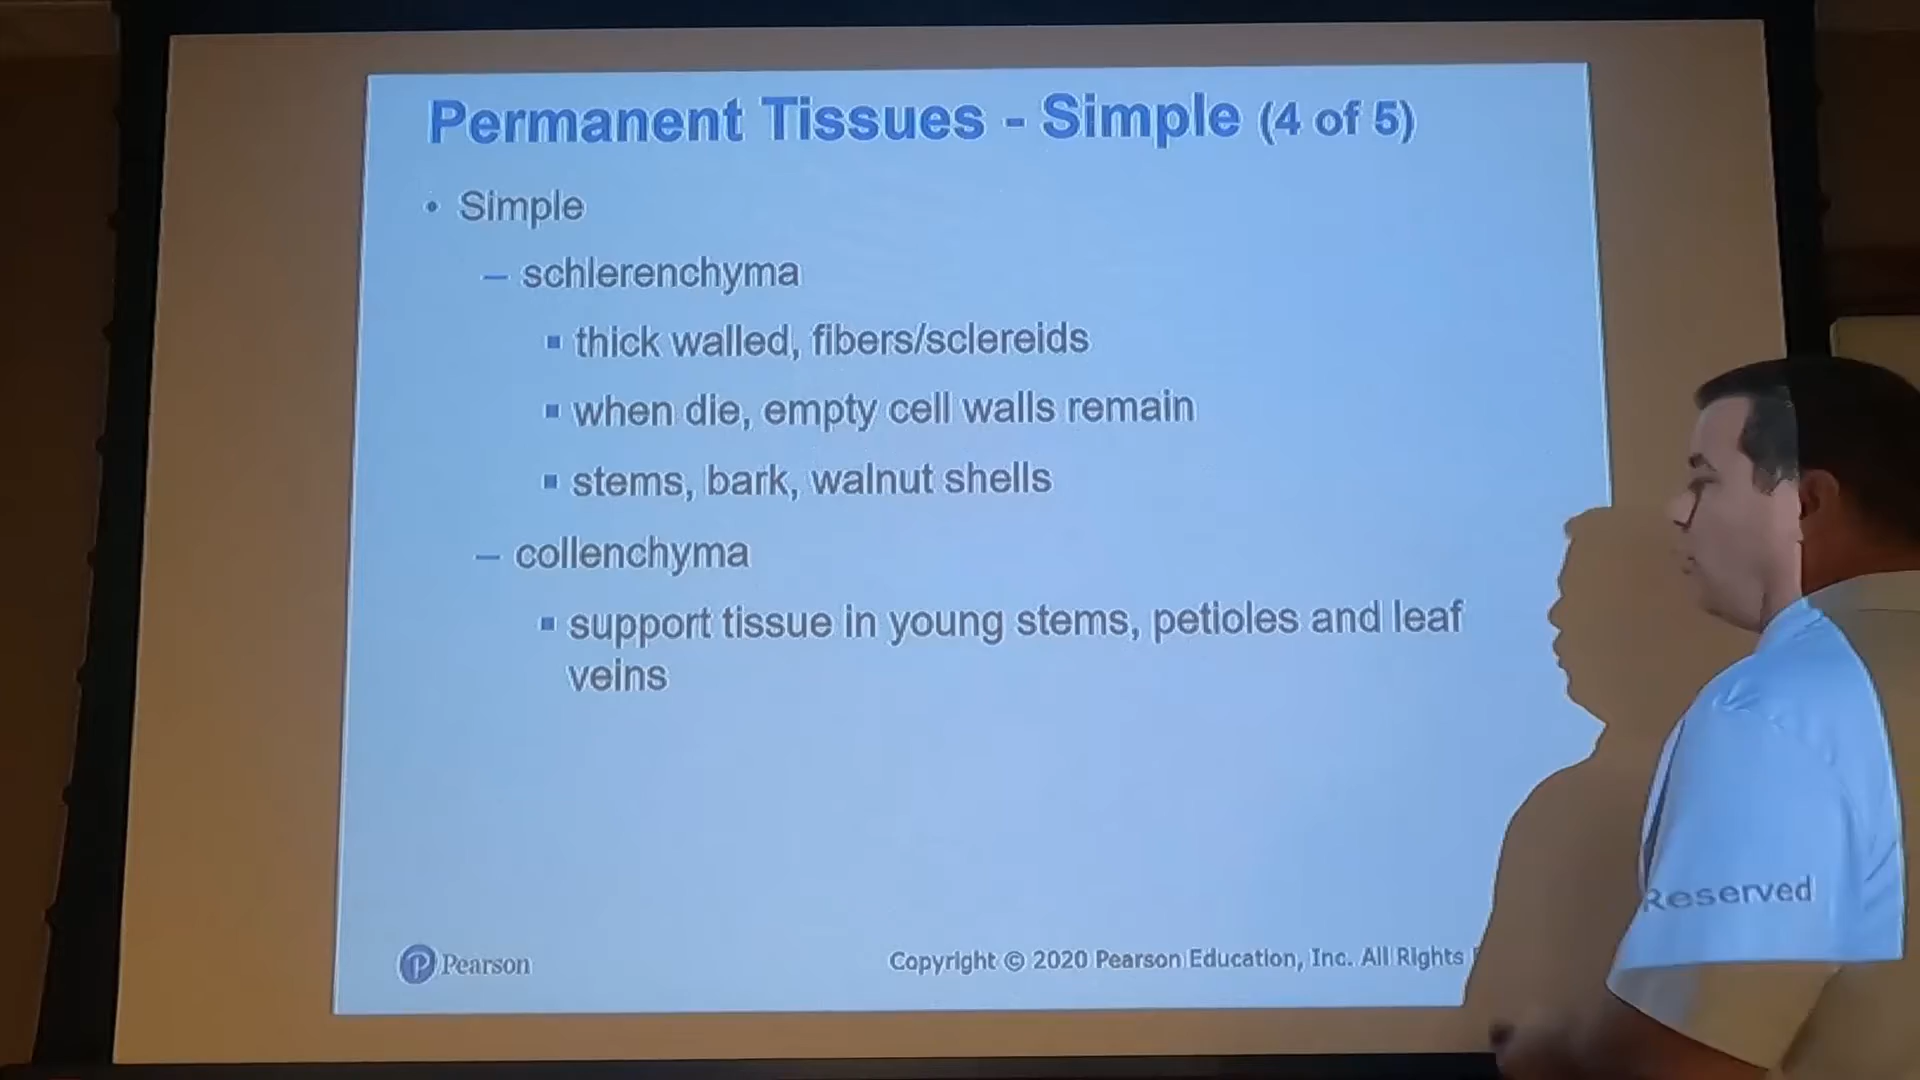 Permanent Tissues - Simple (4 of 5)
• Simple
– schlerenchyma
▪ thick walled, fibers/sclereids
▪ when die, empty cell walls remain
▪ stems, bark, walnut shells
– collenchyma
▪ support tissue in young stems, petioles and leaf
veins
Pearson
Copyright © 2020 Pearson Education, Inc. All Rights Reserved